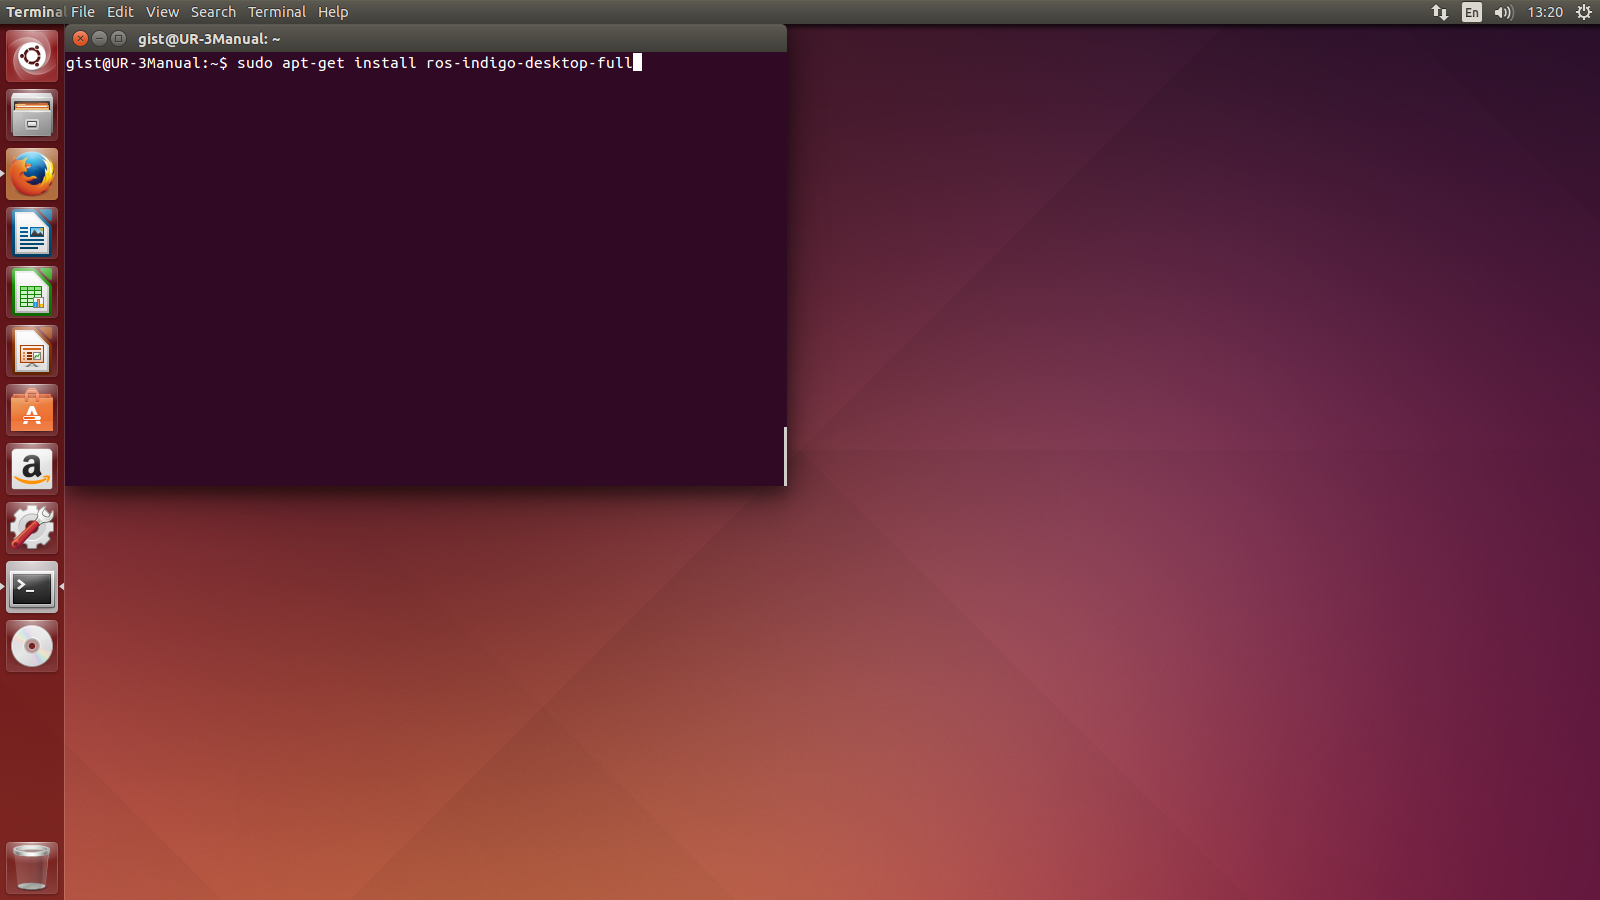 Terminal File Edit View Search Terminal Help
En 13:20
gist@UR-3Manual: ~
gist@UR-3Manual:~$ sudo apt-get install ros-indigo-desktop-full
A
a
>_